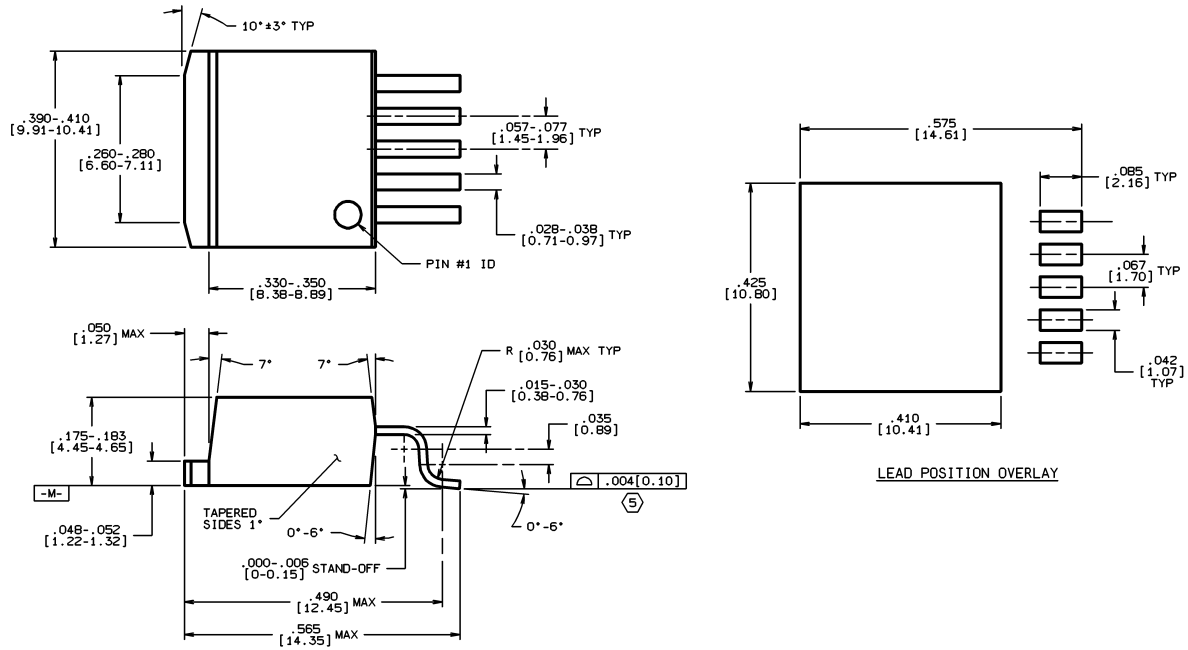 10°±3° TYP
.390-.410
[9.91-10.41]
.260-.280
[6.60-7.11]
.057-.077
[1.45-1.96] TYP
.028-.038
[0.71-0.97] TYP
PIN #1 ID
.330-.350
[8.38-8.89]
.575
[14.61]
.085
[2.16] TYP
.067
[1.70] TYP
.425
[10.80]
.042
[1.07]
TYP
.410
[10.41]
LEAD POSITION OVERLAY
.050
[1.27] MAX
7°
7°
R .030
[0.76] MAX TYP
.015-.030
[0.38-0.76]
.035
[0.89]
.175-.183
[4.45-4.65]
-M-
.004[0.10]
5
TAPERED
SIDES 1°
0°-6°
0°-6°
.048-.052
[1.22-1.32]
.000-.006
[0-0.15] STAND-OFF
.490
[12.45] MAX
.565
[14.35] MAX